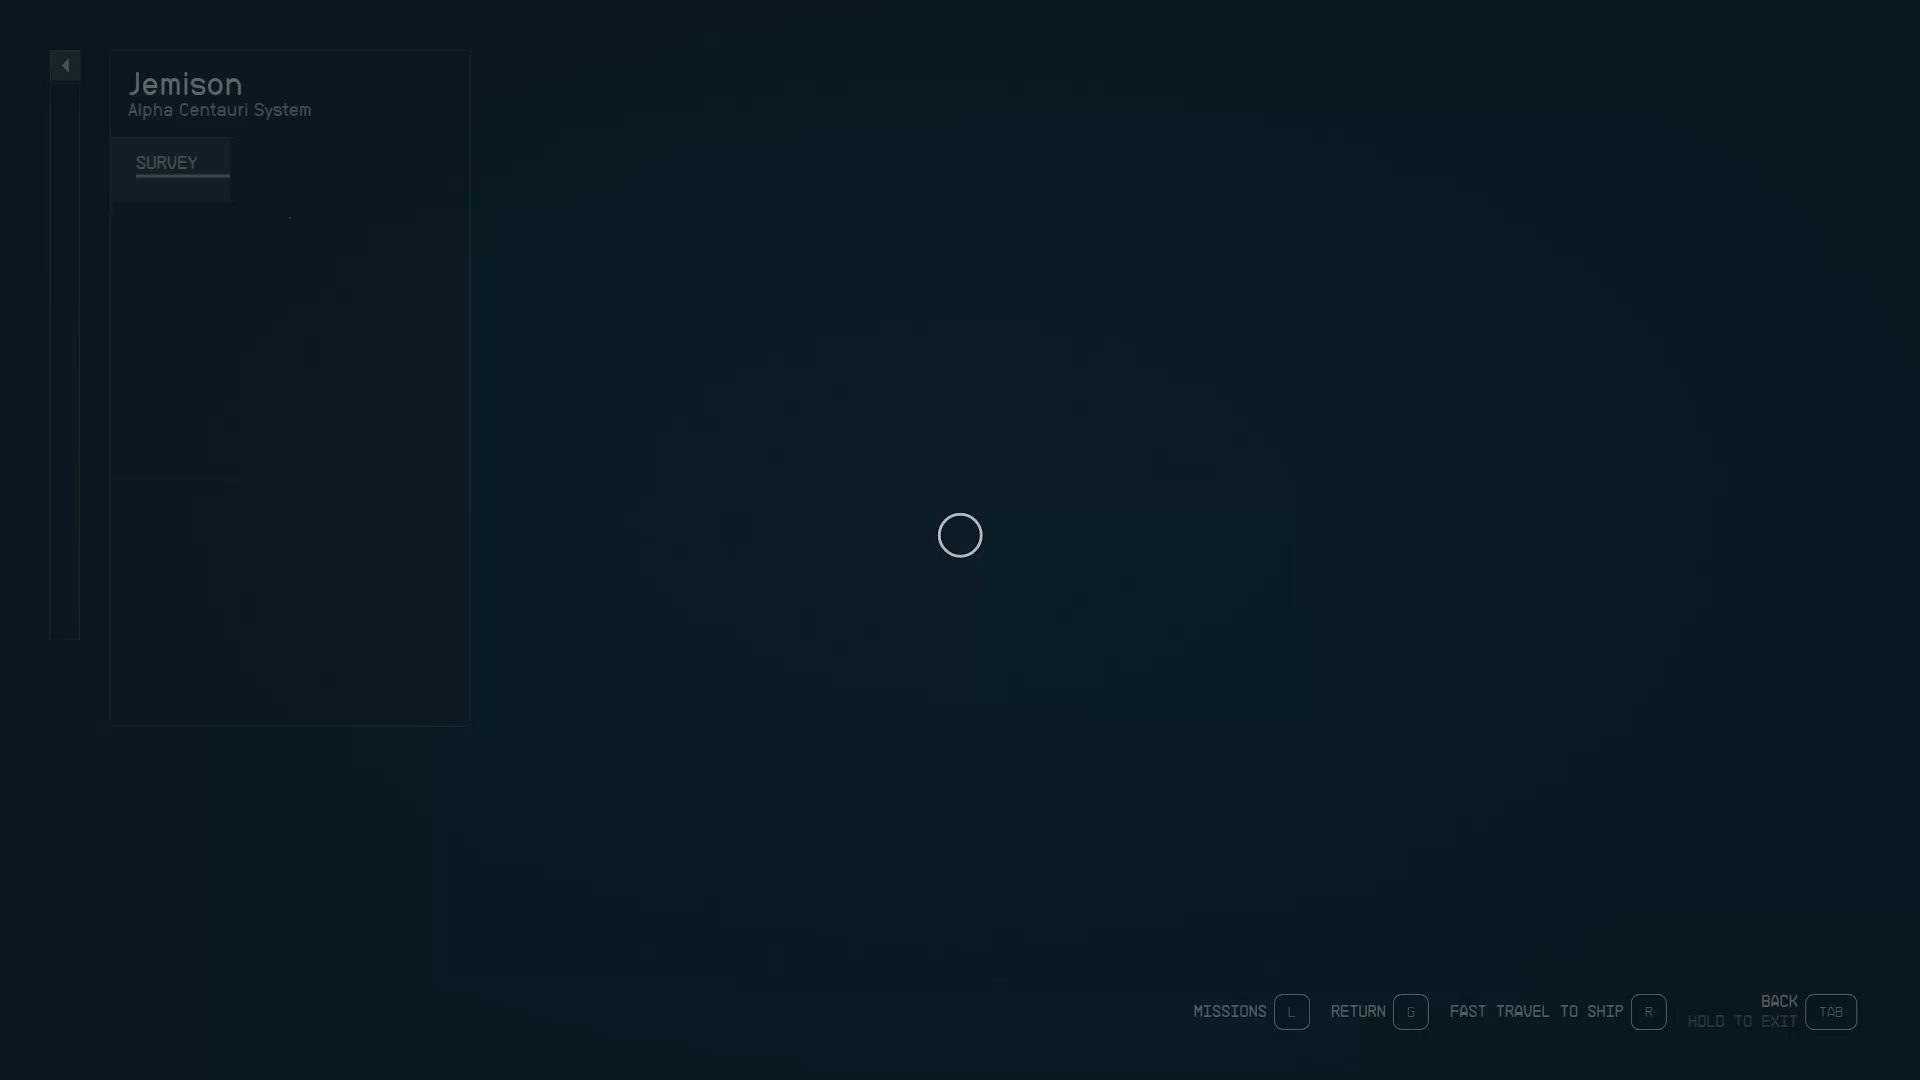 Jemison
Alpha Centauri System
SURVEY
MISSIONS L RETURN G FAST TRAVEL TO SHIP R BACK TAB
HOLD TO EXIT